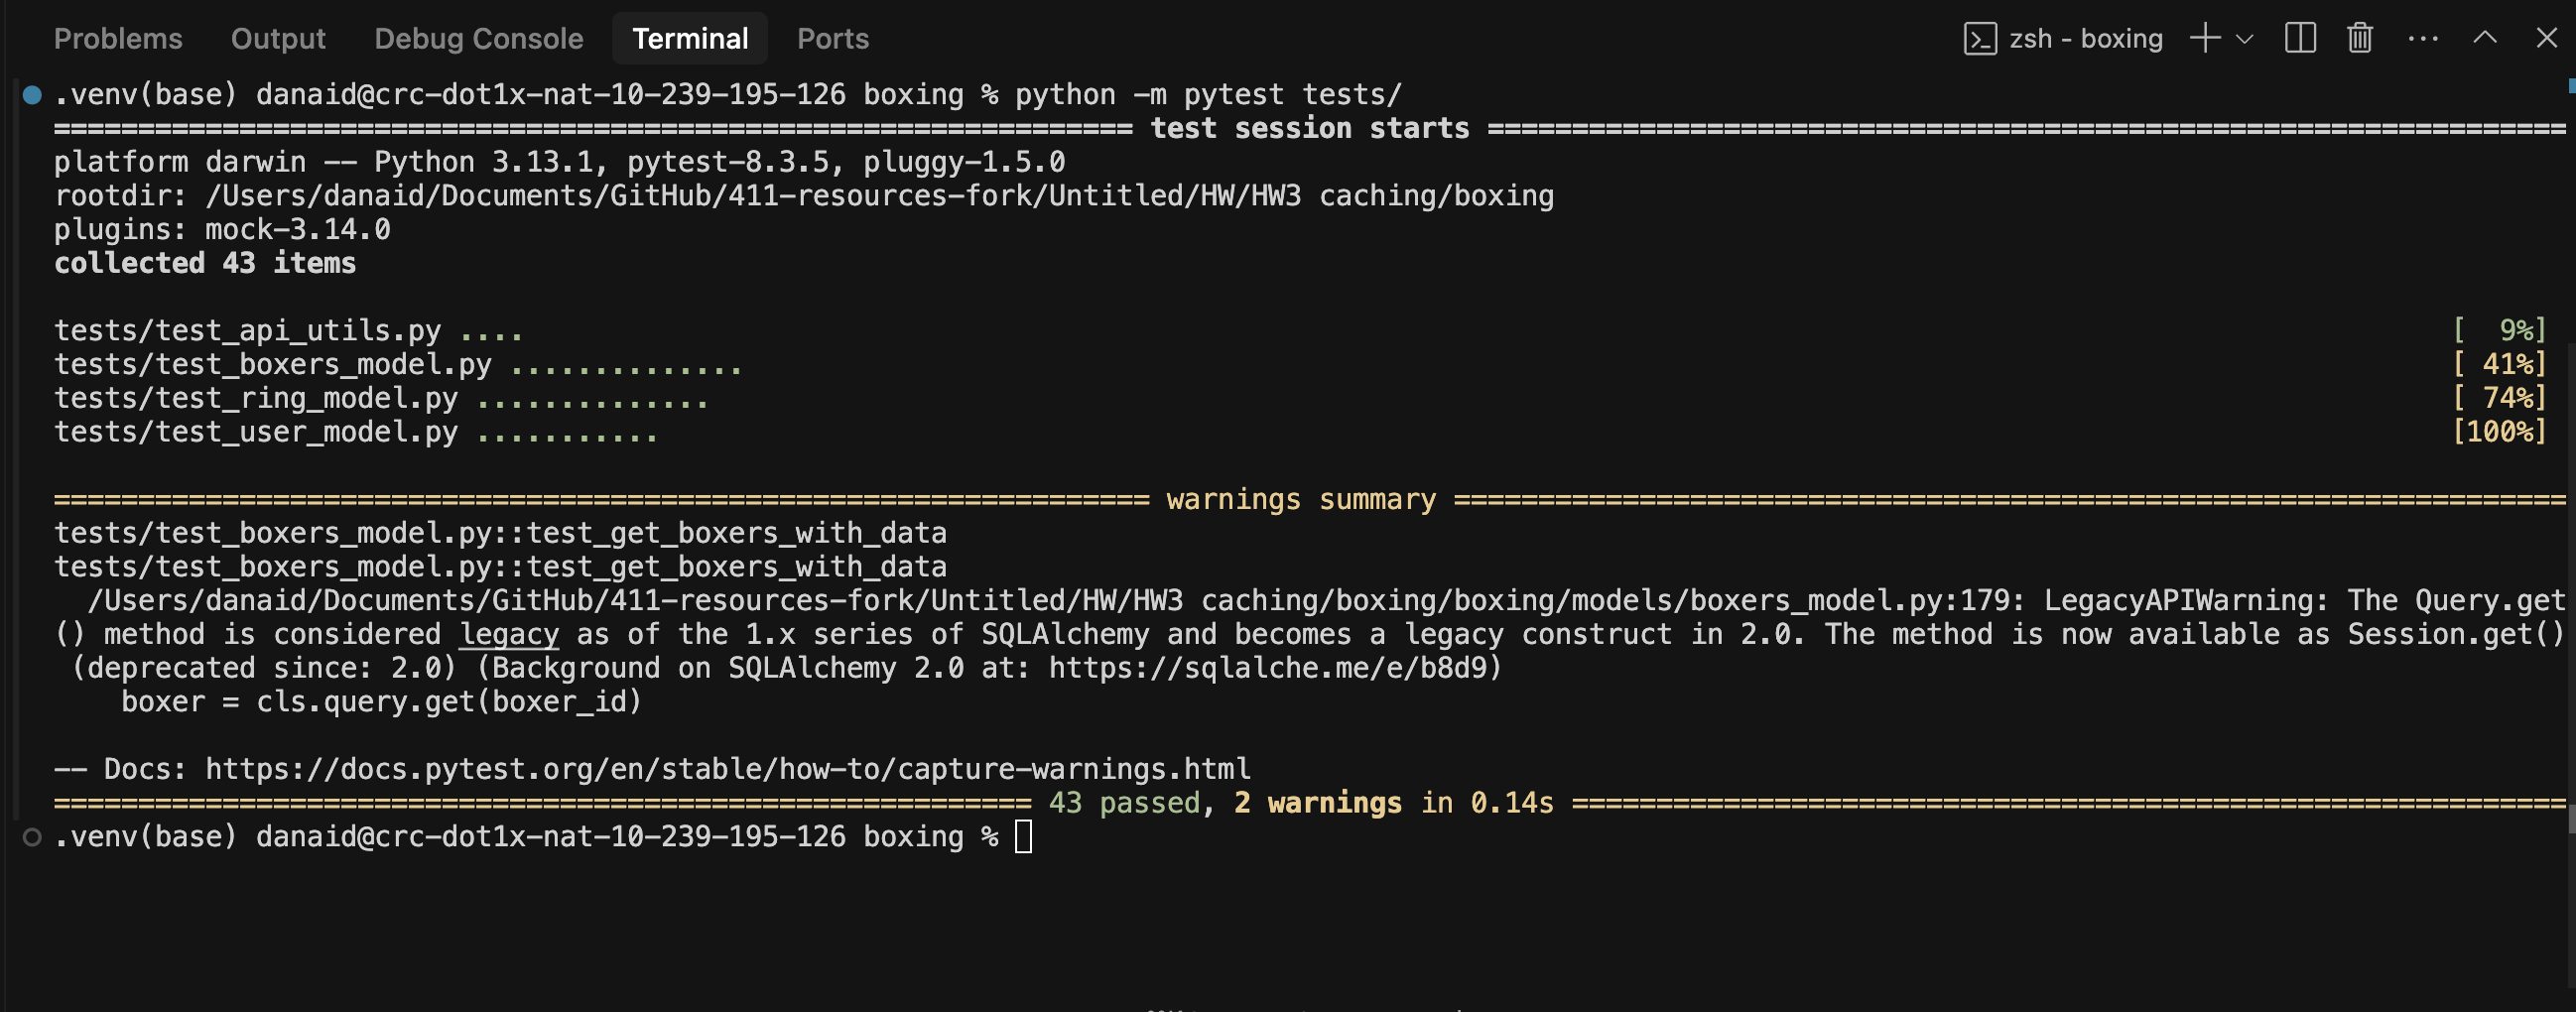 Problems Output Debug Console Terminal Ports zsh - boxing
.venv(base) danaid@crc-dot1x-nat-10-239-195-126 boxing % python -m pytest tests/
================================================================ test session starts ================================================================
platform darwin -- Python 3.13.1, pytest-8.3.5, pluggy-1.5.0
rootdir: /Users/danaid/Documents/GitHub/411-resources-fork/Untitled/HW/HW3 caching/boxing
plugins: mock-3.14.0
collected 43 items
tests/test_api_utils.py .... [  9%]
tests/test_boxers_model.py .............. [ 41%]
tests/test_ring_model.py .............. [ 74%]
tests/test_user_model.py ........... [100%]
================================================================= warnings summary ==================================================================
tests/test_boxers_model.py::test_get_boxers_with_data
tests/test_boxers_model.py::test_get_boxers_with_data
/Users/danaid/Documents/GitHub/411-resources-fork/Untitled/HW/HW3 caching/boxing/boxing/models/boxers_model.py:179: LegacyAPIWarning: The Query.get
() method is considered legacy as of the 1.x series of SQLAlchemy and becomes a legacy construct in 2.0. The method is now available as Session.get()
(deprecated since: 2.0) (Background on SQLAlchemy 2.0 at: https://sqlalche.me/e/b8d9)
boxer = cls.query.get(boxer_id)
-- Docs: https://docs.pytest.org/en/stable/how-to/capture-warnings.html
========================================================== 43 passed, 2 warnings in 0.14s ===========================================================
.venv(base) danaid@crc-dot1x-nat-10-239-195-126 boxing %